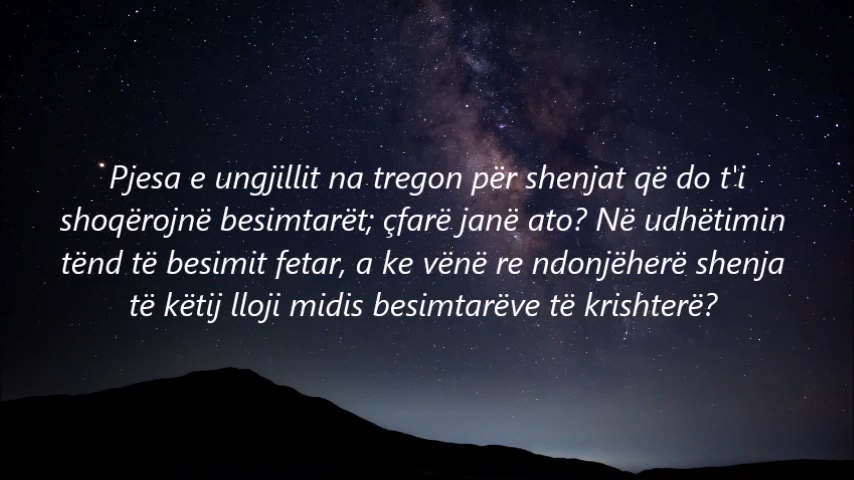 Pjesa e ungjillit na tregon për shenjat që do t'i
shoqërojnë besimtarët; çfarë janë ato? Në udhëtimin
tënd të besimit fetar, a ke vënë re ndonjëherë shenja
të këtij lloji midis besimtarëve të krishterë?